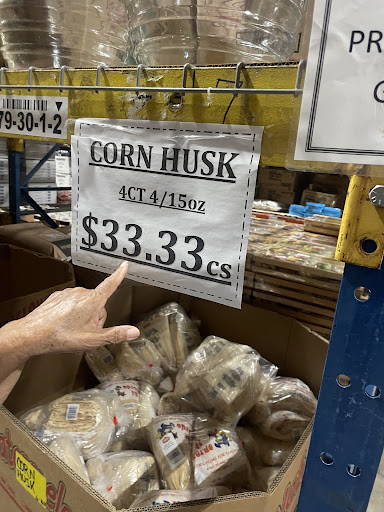 79-30-1-2
CORN HUSK
4CT 4/15oz
$33.33cs
PR
CORN
HUSK